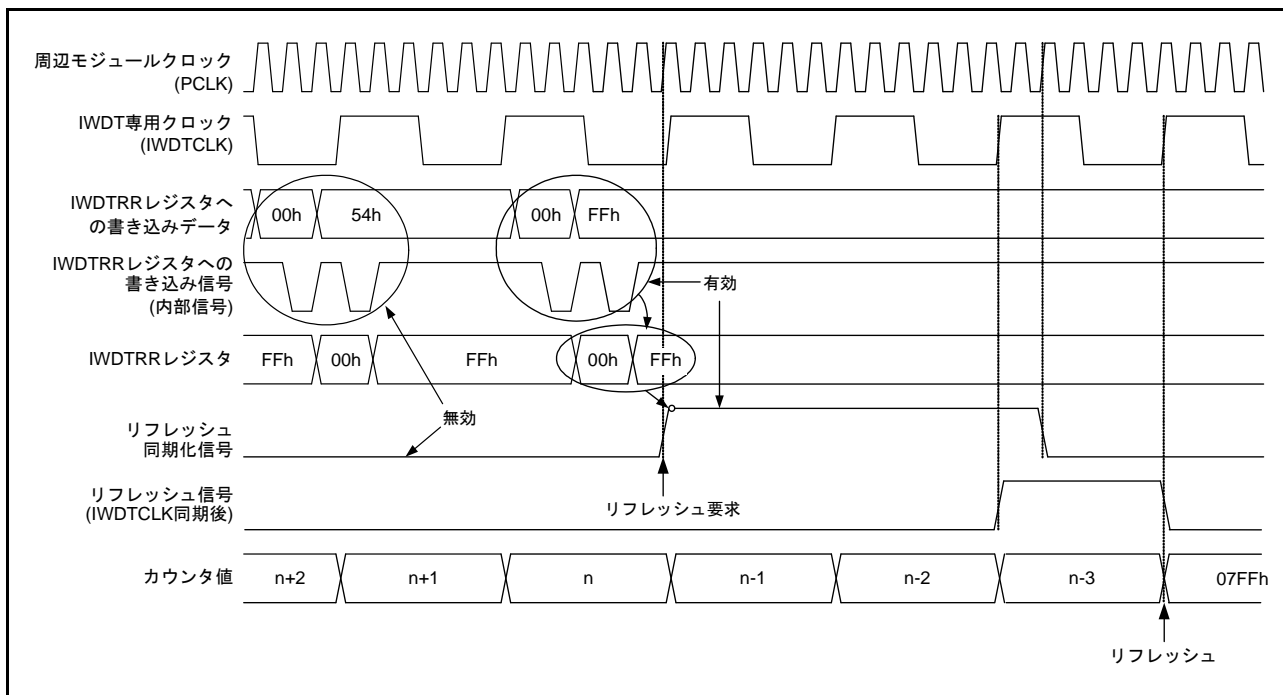 周辺モジュールクロック
(PCLK)
IWDT専用クロック
(IWDTCLK)
IWDTRRレジスタへ
の書き込みデータ
00h
54h
00h
FFh
IWDTRRレジスタへの
書き込み信号
(内部信号)
有効
IWDTRRレジスタ
FFh
00h
FFh
00h
FFh
無効
リフレッシュ
同期化信号
リフレッシュ要求
リフレッシュ信号
(IWDTCLK同期後)
カウンタ値
n+2
n+1
n
n-1
n-2
n-3
07FFh
リフレッシュ